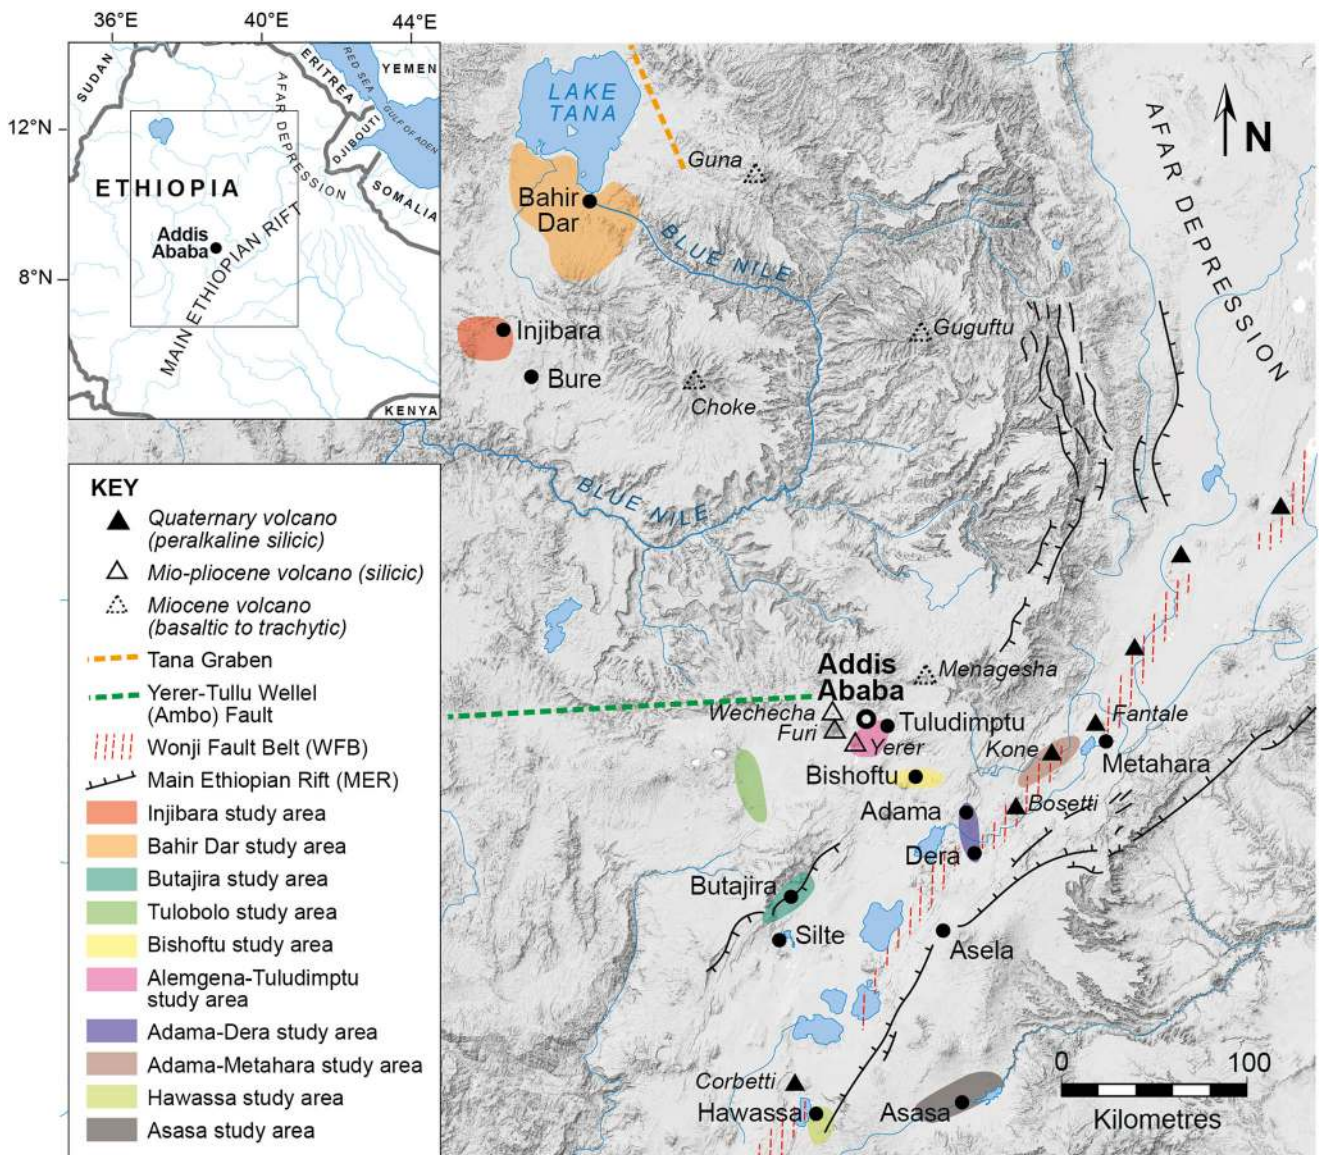 36°E
40°E
44°E
12°N
8°N
SUDAN
ERITREA
RED SEA
YEMEN
GULF OF ADEN
AFAR DEPRESSION
DJIBOUTI
SOMALIA
ETHIOPIA
Addis
Ababa
MAIN ETHIOPIAN RIFT
KENYA
LAKE
TANA
Guna
Bahir
Dar
BLUE NILE
AFAR DEPRESSION
N
Injibara
Bure
Guguftu
Choke
BLUE NILE
Addis
Ababa
Menagesha
Wechecha
Furi
Tuludimptu
Yerer
Fantale
Kone
Metahara
Bishoftu
Bosetti
Adama
Dera
Butajira
Silte
Asela
Corbetti
Hawassa
Asasa
0
100
Kilometres
KEY
Quaternary volcano
(peralkaline silicic)
Mio-pliocene volcano (silicic)
Miocene volcano
(basaltic to trachytic)
Tana Graben
Yerer-Tullu Wellel
(Ambo) Fault
Wonji Fault Belt (WFB)
Main Ethiopian Rift (MER)
Injibara study area
Bahir Dar study area
Butajira study area
Tulobolo study area
Bishoftu study area
Alemgena-Tuludimptu
study area
Adama-Dera study area
Adama-Metahara study area
Hawassa study area
Asasa study area